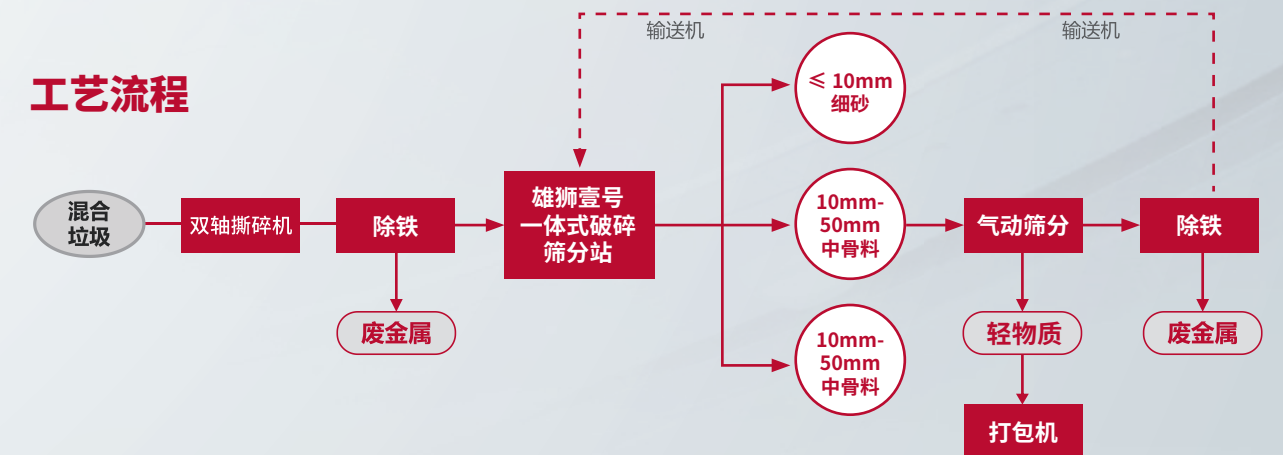 输送机
输送机
工艺流程
≤ 10mm
细砂
混合
垃圾
双轴撕碎机
除铁
雄狮壹号
一体式破碎
筛分站
10mm-
50mm
中骨料
气动筛分
除铁
废金属
10mm-
50mm
中骨料
轻物质
废金属
打包机